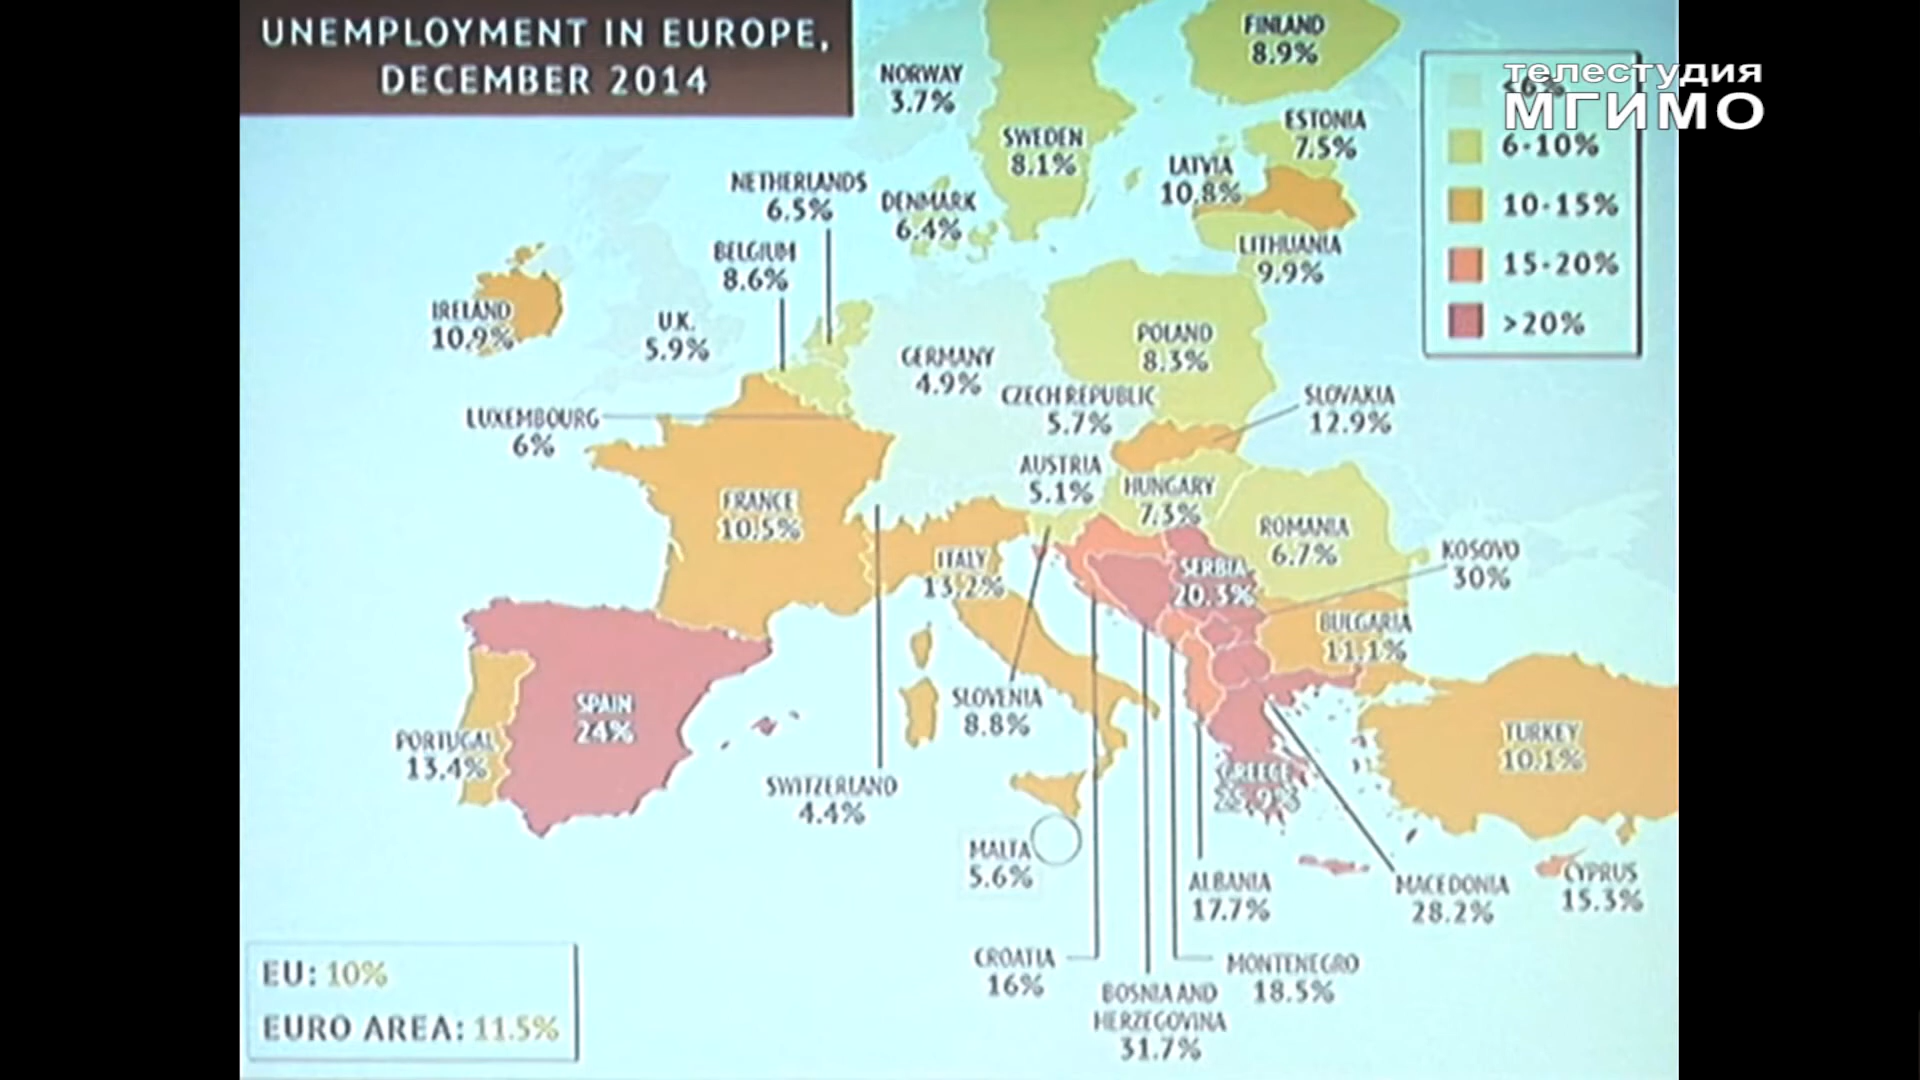 UNEMPLOYMENT IN EUROPE,
DECEMBER 2014
телестудия
МГИМО
<6%
6-10%
10-15%
15-20%
>20%
FINLAND
8.9%
NORWAY
3.7%
SWEDEN
8.1%
ESTONIA
7.5%
LATVIA
10.8%
LITHUANIA
9.9%
NETHERLANDS
6.5%
DENMARK
6.4%
BELGIUM
8.6%
IRELAND
10.9%
U.K.
5.9%
GERMANY
4.9%
POLAND
8.3%
CZECH REPUBLIC
5.7%
SLOVAKIA
12.9%
LUXEMBOURG
6%
AUSTRIA
5.1%
HUNGARY
7.3%
FRANCE
10.5%
ROMANIA
6.7%
ITALY
13.2%
SERBIA
20.3%
KOSOVO
30%
BULGARIA
11.1%
SPAIN
24%
PORTUGAL
13.4%
SLOVENIA
8.8%
SWITZERLAND
4.4%
TURKEY
10.1%
GREECE
25.9%
MALTA
5.6%
ALBANIA
17.7%
MACEDONIA
28.2%
CYPRUS
15.3%
CROATIA
16%
MONTENEGRO
18.5%
BOSNIA AND
HERZEGOVINA
31.7%
EU: 10%
EURO AREA: 11.5%